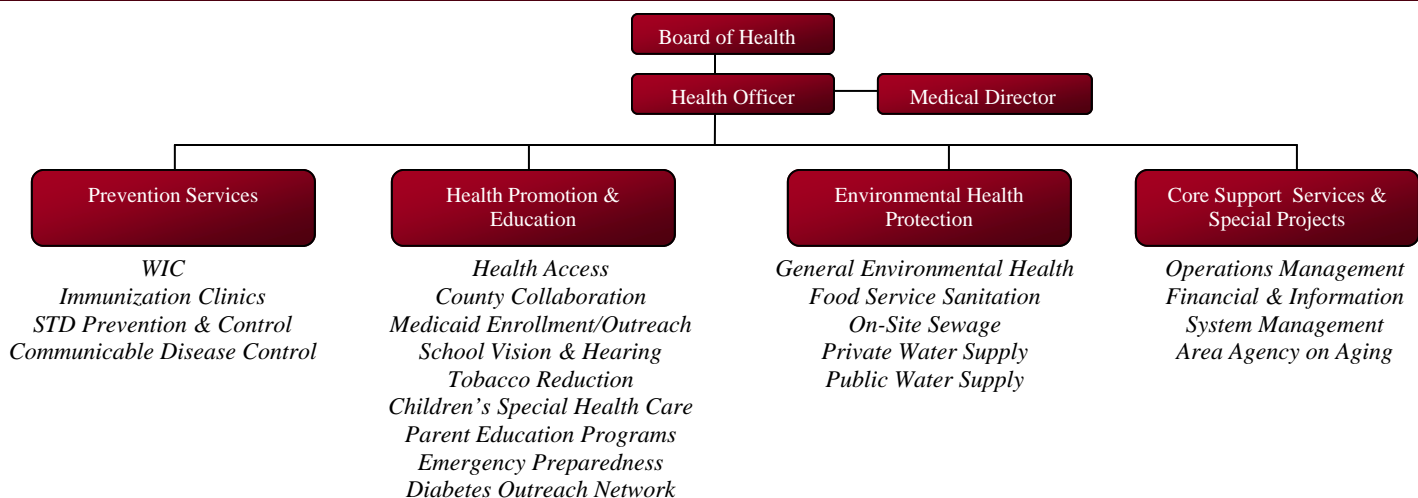 Board of Health
Health Officer
Medical Director
Prevention Services
WIC
Immunization Clinics
STD Prevention & Control
Communicable Disease Control
Health Promotion &
Education
Health Access
County Collaboration
Medicaid Enrollment/Outreach
School Vision & Hearing
Tobacco Reduction
Children’s Special Health Care
Parent Education Programs
Emergency Preparedness
Diabetes Outreach Network
Environmental Health
Protection
General Environmental Health
Food Service Sanitation
On-Site Sewage
Private Water Supply
Public Water Supply
Core Support Services &
Special Projects
Operations Management
Financial & Information
System Management
Area Agency on Aging